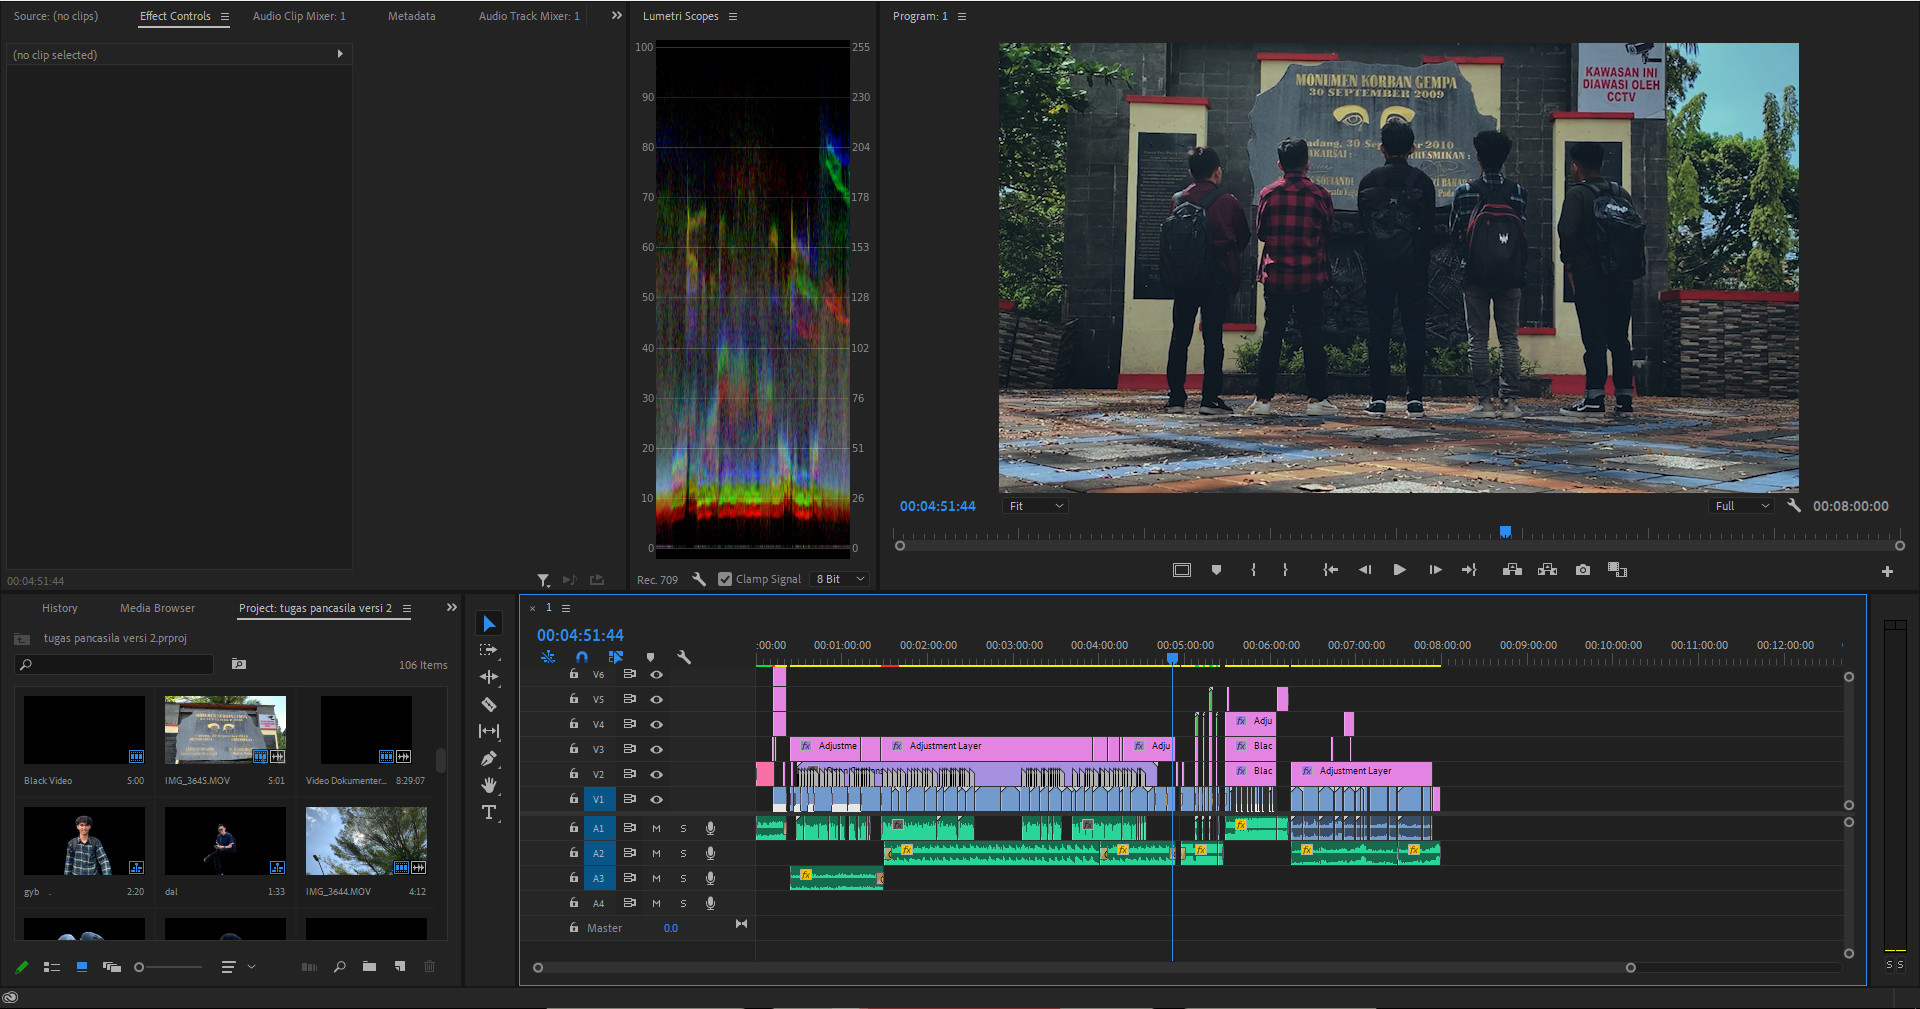 Source: (no clips)
Effect Controls
Audio Clip Mixer: 1
Metadata
Audio Track Mixer: 1
(no clip selected)
00:04:51:44
Lumetri Scopes
100
90
80
70
60
50
40
30
20
10
0
255
230
204
178
153
128
102
76
51
26
0
Rec. 709
Clamp Signal
8 Bit
Program: 1
MONUMEN KORBAN GEMPA
30 SEPTEMBER 2009
KAWASAN INI
DIAWASI OLEH
CCTV
00:04:51:44
Fit
Full
00:08:00:00
History
Media Browser
Project: tugas pancasila versi 2
tugas pancasila versi 2.prproj
106 Items
Black Video
5:00
IMG_3645.MOV
5:01
Video Dokumenter...
8:29:07
gyb .
2:20
dal
1:33
IMG_3644.MOV
4:12
1
00:04:51:44
:00:00
00:01:00:00
00:02:00:00
00:03:00:00
00:04:00:00
00:05:00:00
00:06:00:00
00:07:00:00
00:08:00:00
00:09:00:00
00:10:00:00
00:11:00:00
00:12:00:00
V6
V5
V4
fx Adju
V3
fx Adjustme
fx Adjustment Layer
fx Adju
fx Blac
V2
fx Blac
fx Adjustment Layer
V1
A1 M S
A2 M S
A3 M S
A4 M S
Master
0.0
S S